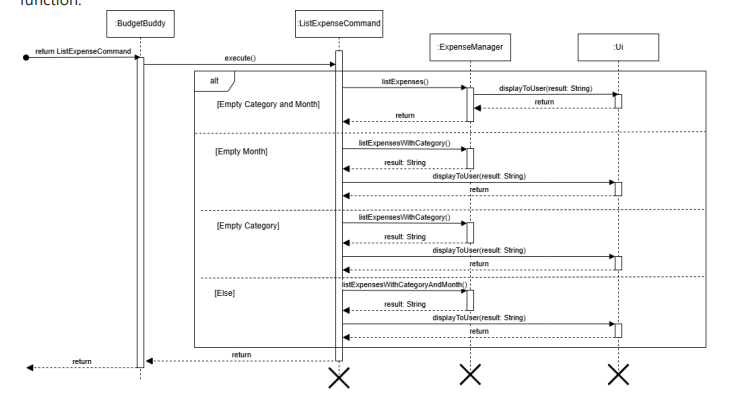 function.
:BudgetBuddy
:ListExpenseCommand
:ExpenseManager
:Ui
return ListExpenseCommand
execute()
alt
listExpenses()
displayToUser(result: String)
[Empty Category and Month]
return
return
[Empty Month]
listExpensesWithCategory()
result: String
displayToUser(result: String)
return
[Empty Category]
listExpensesWithCategory()
result: String
displayToUser(result: String)
return
[Else]
listExpensesWithCategoryAndMonth()
result: String
displayToUser(result: String)
return
return
return